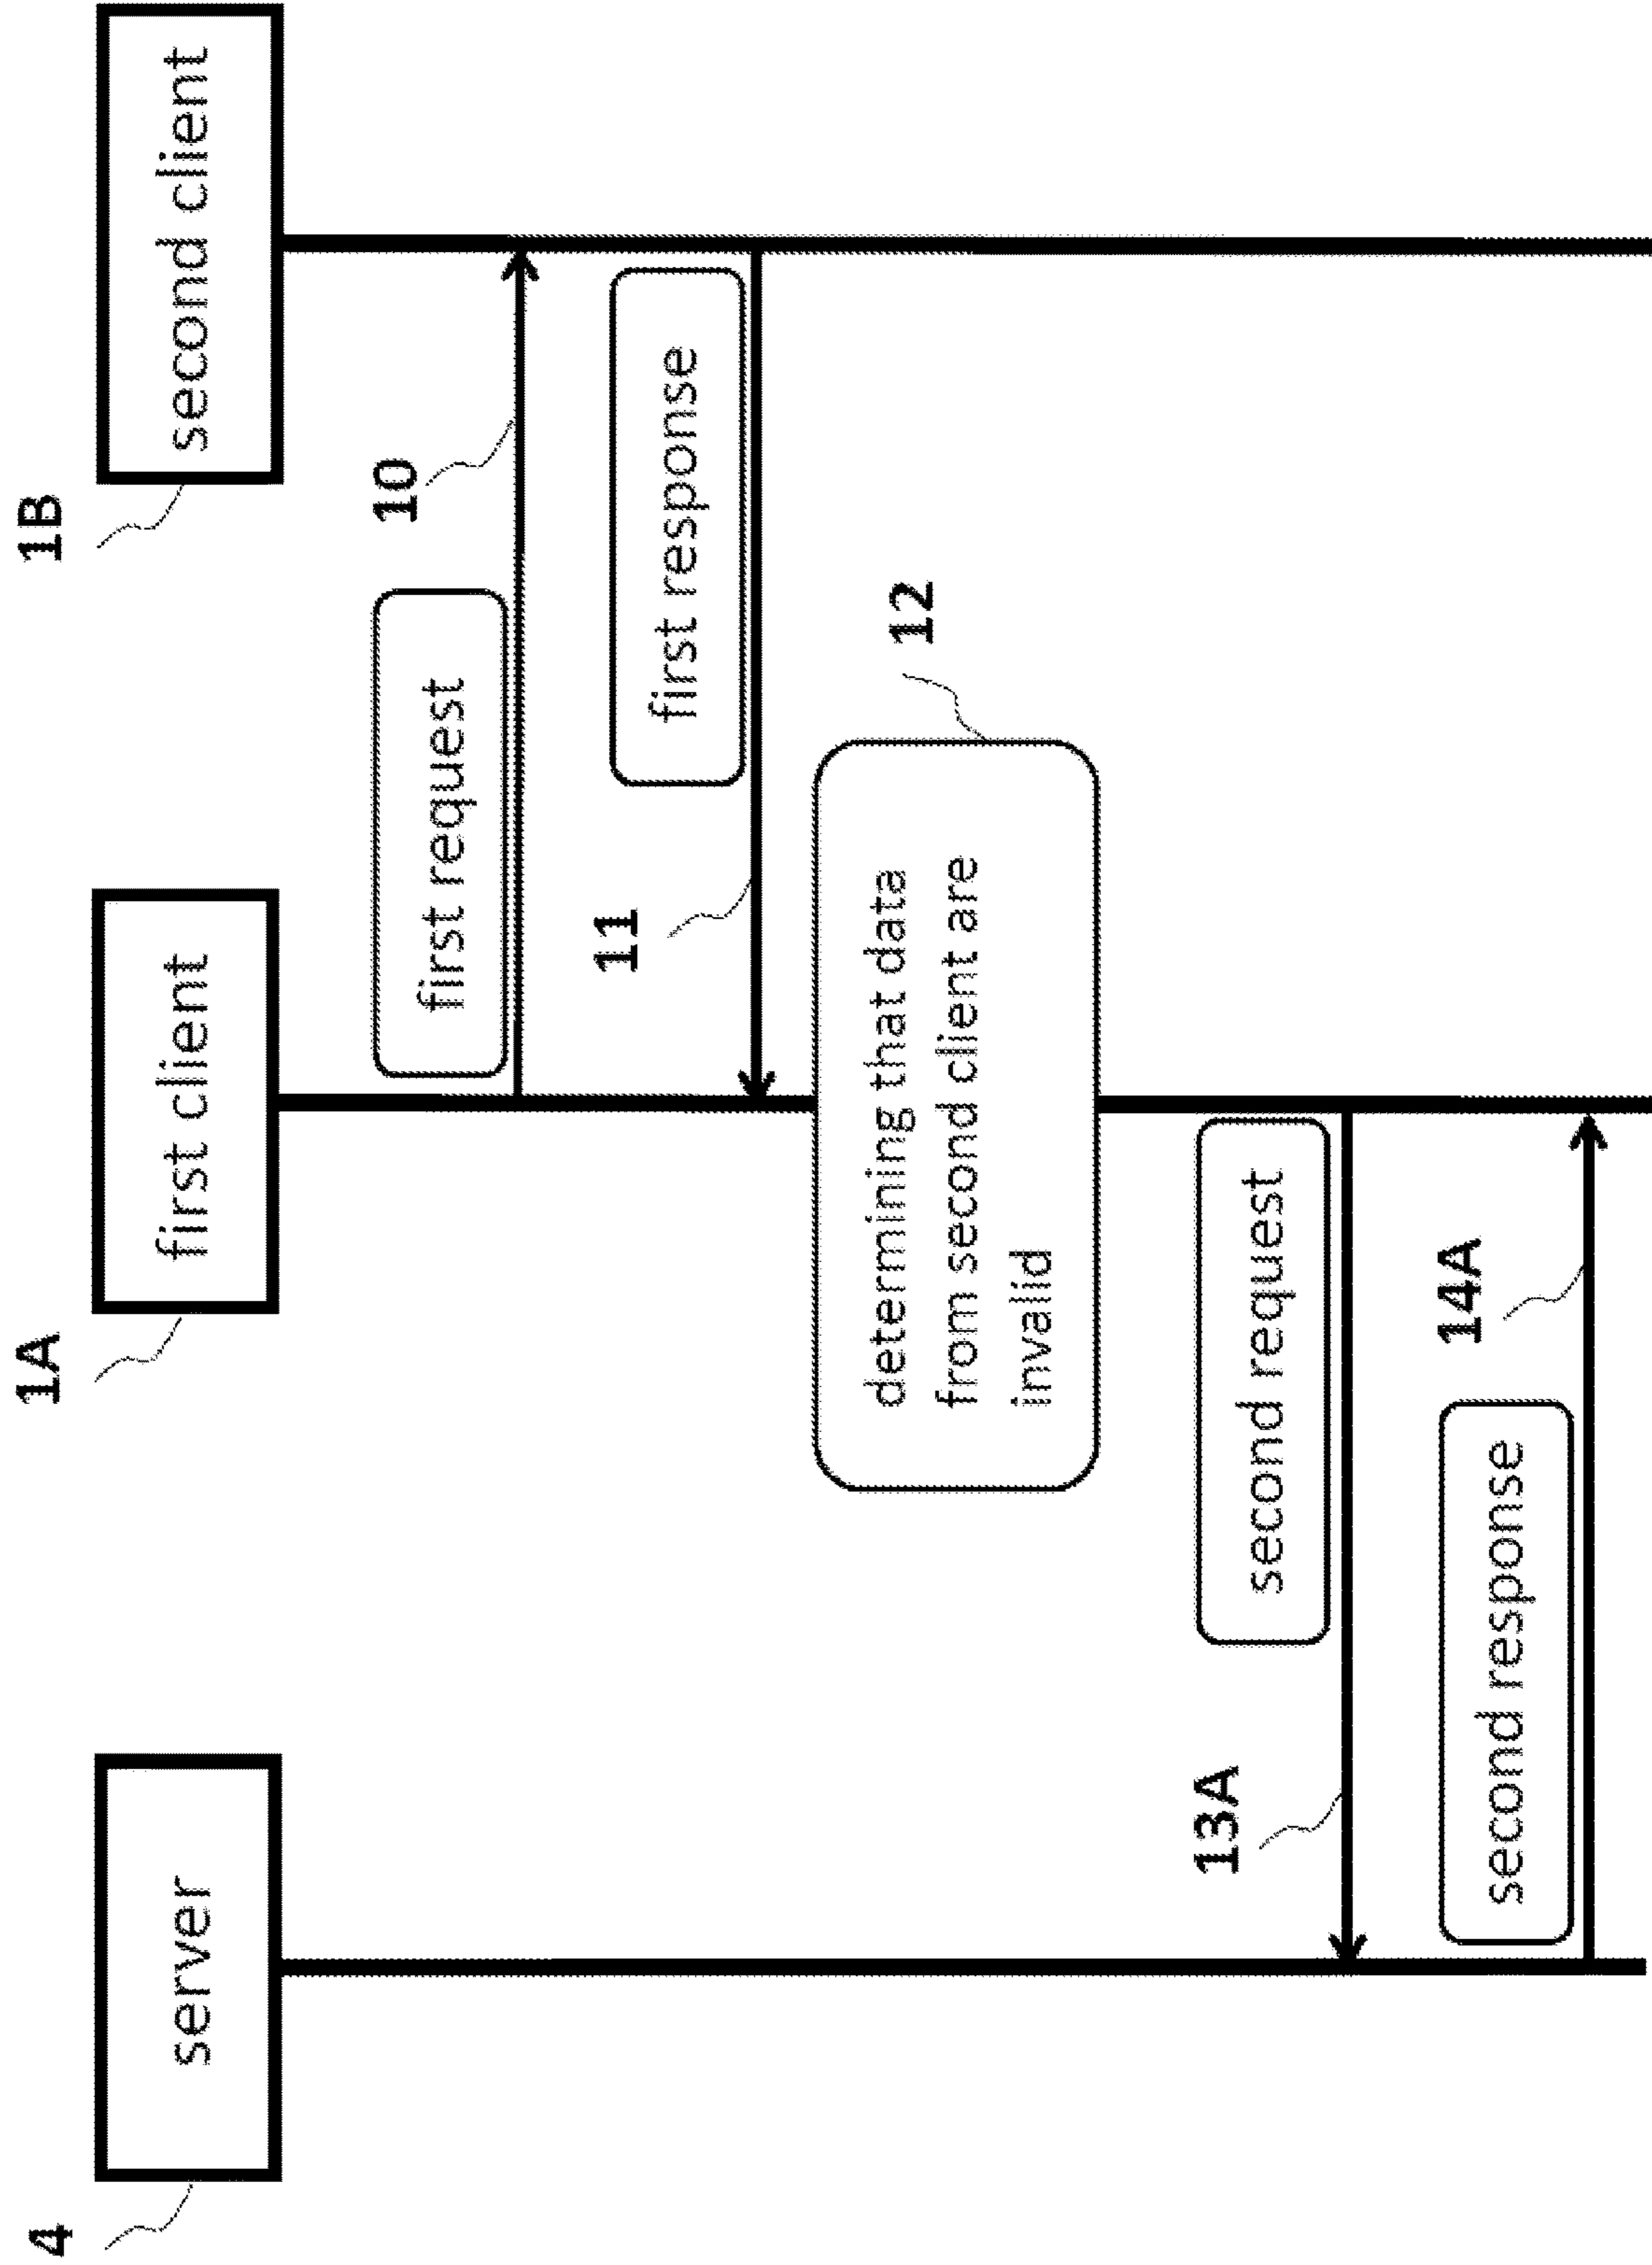 4
server
1A
first client
1B
second client
first request
10
first response
11
determining that data
from second client are
invalid
12
second request
13A
second response
14A